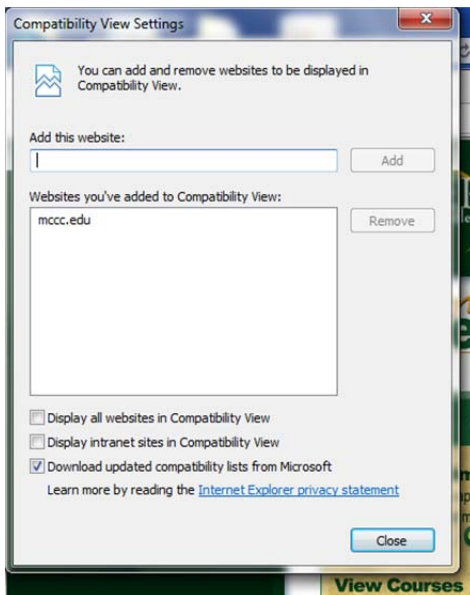 Compatibility View Settings
You can add and remove websites to be displayed in
Compatibility View.
Add this website:
Add
Websites you've added to Compatibility View:
mccc.edu
Remove
Display all websites in Compatibility View
Display intranet sites in Compatibility View
Download updated compatibility lists from Microsoft
Learn more by reading the Internet Explorer privacy statement
Close
View Courses